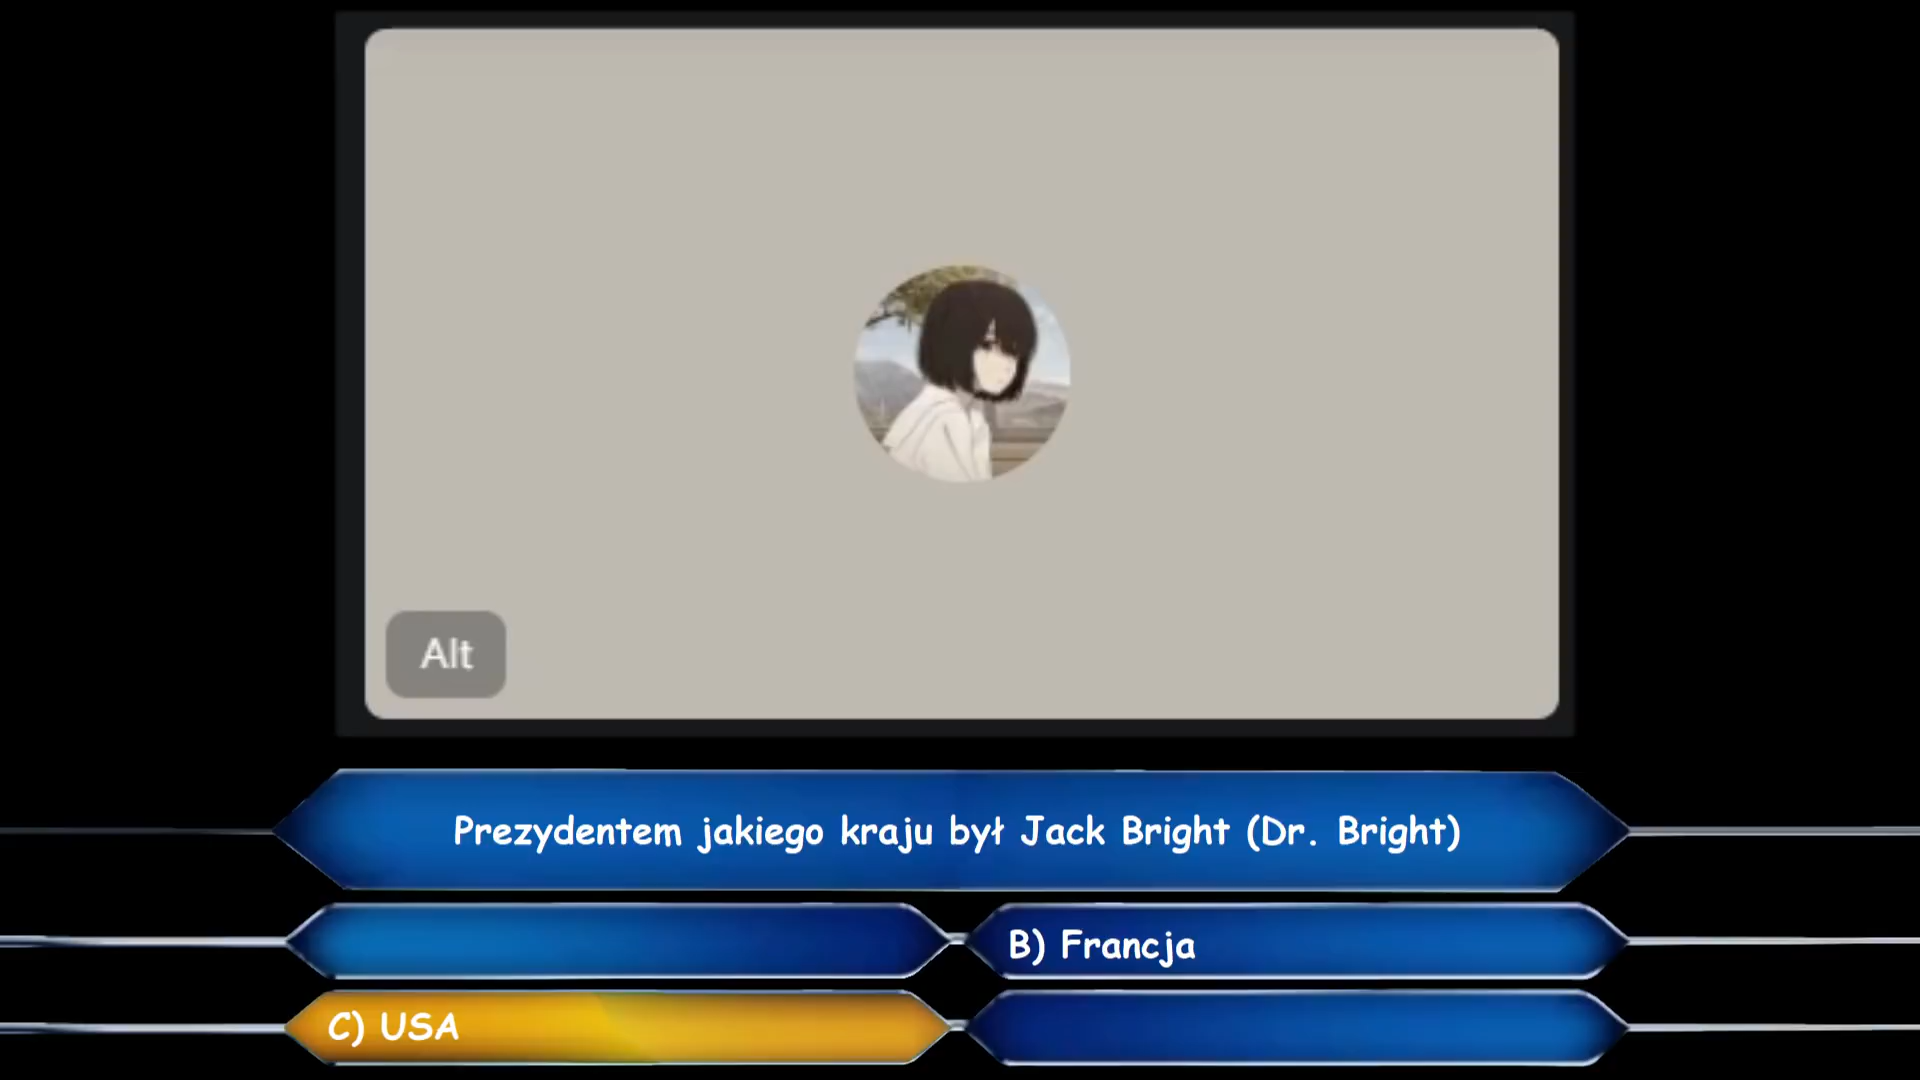 Alt
Prezydentem jakiego kraju był Jack Bright (Dr. Bright)
B) Francja
C) USA